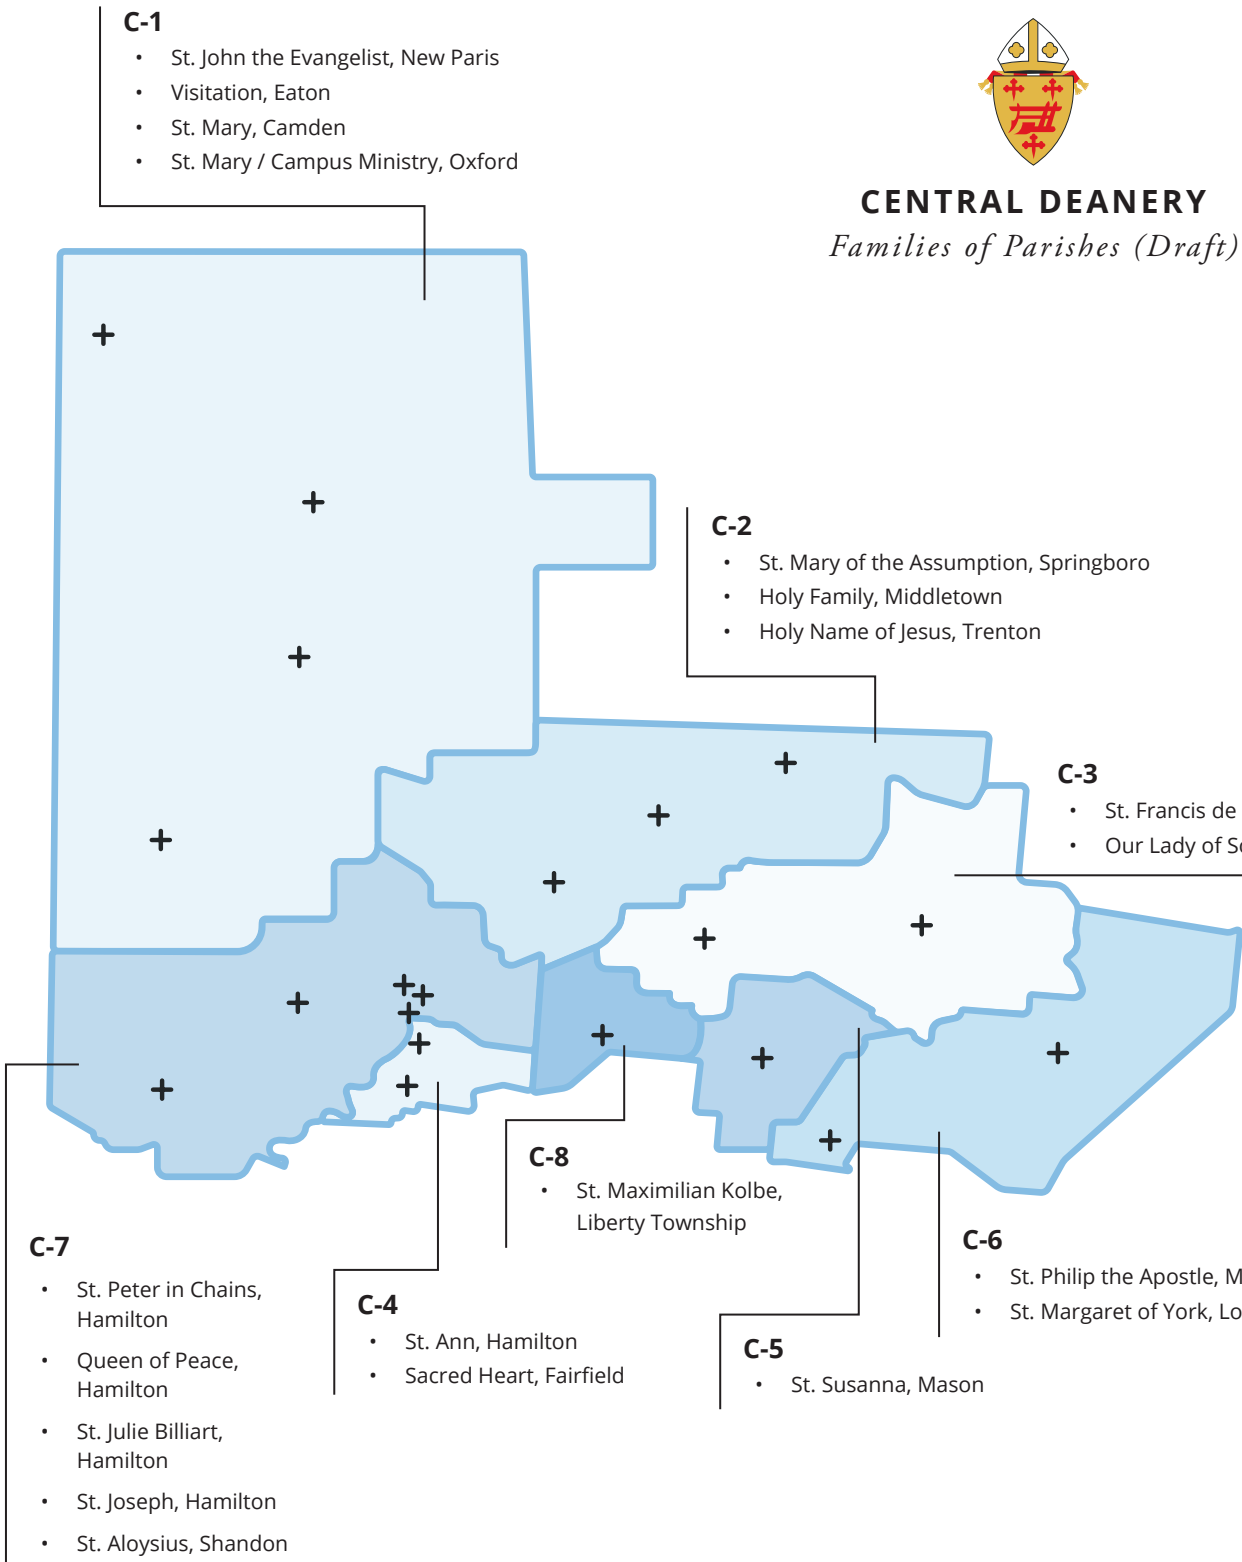 C-1
• St. John the Evangelist, New Paris
• Visitation, Eaton
• St. Mary, Camden
• St. Mary / Campus Ministry, Oxford
CENTRAL DEANERY
Families of Parishes (Draft)
C-2
• St. Mary of the Assumption, Springboro
• Holy Family, Middletown
• Holy Name of Jesus, Trenton
C-3
• St. Francis de
• Our Lady of
C-8
• St. Maximilian Kolbe,
Liberty Township
C-7
• St. Peter in Chains,
Hamilton
• Queen of Peace,
Hamilton
• St. Julie Billiart,
Hamilton
• St. Joseph, Hamilton
• St. Aloysius, Shandon
C-4
• St. Ann, Hamilton
• Sacred Heart, Fairfield
C-5
• St. Susanna, Mason
C-6
• St. Philip the Apostle,
• St. Margaret of York,